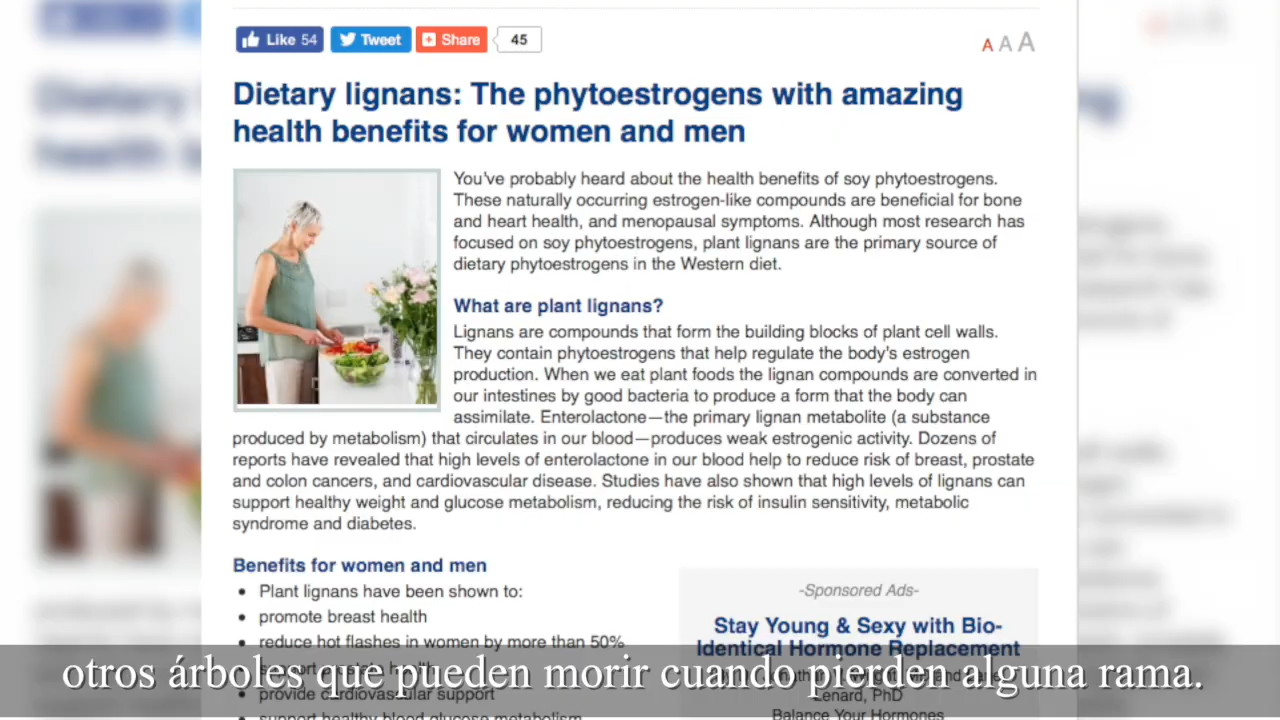 Like 54
Tweet
Share
45
A A A
Dietary lignans: The phytoestrogens with amazing
health benefits for women and men
You've probably heard about the health benefits of soy phytoestrogens.
These naturally occurring estrogen-like compounds are beneficial for bone
and heart health, and menopausal symptoms. Although most research has
focused on soy phytoestrogens, plant lignans are the primary source of
dietary phytoestrogens in the Western diet.
What are plant lignans?
Lignans are compounds that form the building blocks of plant cell walls.
They contain phytoestrogens that help regulate the body's estrogen
production. When we eat plant foods the lignan compounds are converted in
our intestines by good bacteria to produce a form that the body can
assimilate. Enterolactone—the primary lignan metabolite (a substance
produced by metabolism) that circulates in our blood—produces weak estrogenic activity. Dozens of
reports have revealed that high levels of enterolactone in our blood help to reduce risk of breast, prostate
and colon cancers, and cardiovascular disease. Studies have also shown that high levels of lignans can
support healthy weight and glucose metabolism, reducing the risk of insulin sensitivity, metabolic
syndrome and diabetes.
Benefits for women and men
• Plant lignans have been shown to:
• promote breast health
• reduce hot flashes in women by more than 50%
• support prostate health
• provide cardiovascular support
• support healthy blood glucose metabolism
-Sponsored Ads-
Stay Young & Sexy with Bio-
Identical Hormone Replacement
Lenard, PhD
Balance Your Hormones
otros árboles que pueden morir cuando pierden alguna rama.